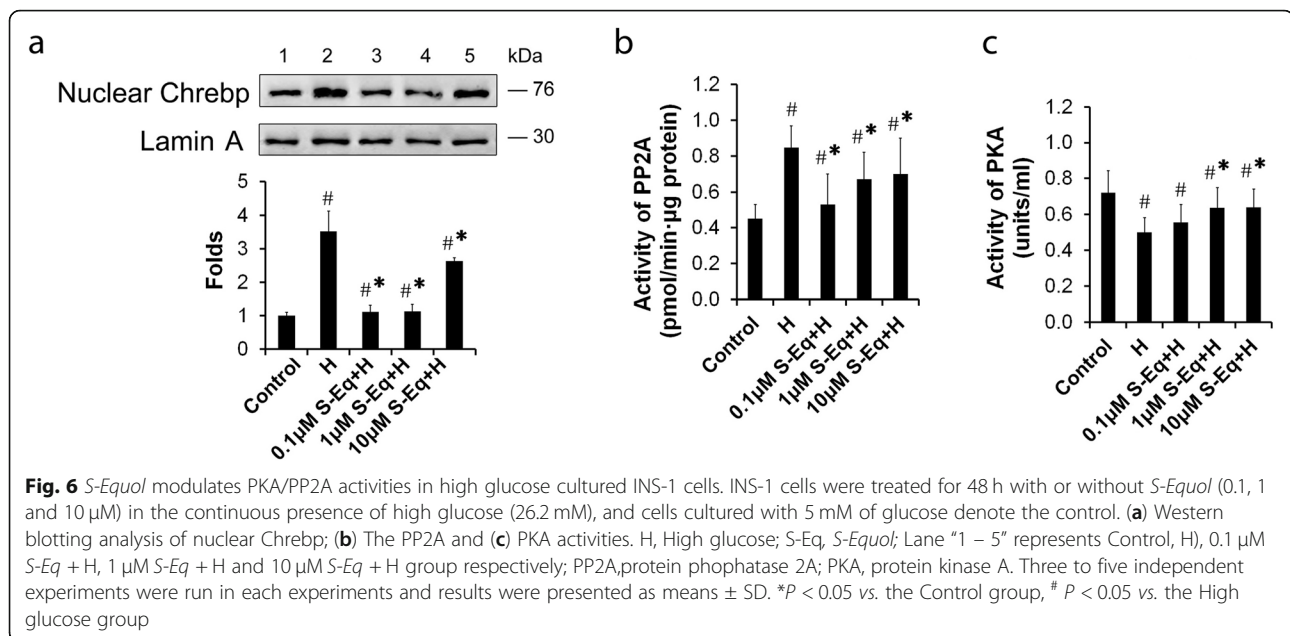 a
1 2 3 4 5 kDa
Nuclear Chrebp — 76
Lamin A — 30
Folds
5
4
3
2
1
0
#
#*
#*
#*
Control
H
0.1µM S-Eq+H
1µM S-Eq+H
10µM S-Eq+H
b
Activity of PP2A
(pmol/min·µg protein)
1.2
1.0
0.8
0.6
0.4
0.2
0.0
#
#*
#*
#*
Control
H
0.1µM S-Eq+H
1µM S-Eq+H
10µM S-Eq+H
c
Activity of PKA
(units/ml)
1.2
1.0
0.8
0.6
0.4
0.2
0.0
#
#
#*
#*
Control
H
0.1µM S-Eq+H
1µM S-Eq+H
10µM S-Eq+H
Fig. 6 S-Equol modulates PKA/PP2A activities in high glucose cultured INS-1 cells. INS-1 cells were treated for 48 h with or without S-Equol (0.1, 1
and 10 µM) in the continuous presence of high glucose (26.2 mM), and cells cultured with 5 mM of glucose denote the control. (a) Western
blotting analysis of nuclear Chrebp; (b) The PP2A and (c) PKA activities. H, High glucose; S-Eq, S-Equol; Lane "1 – 5" represents Control, H), 0.1 µM
S-Eq + H, 1 µM S-Eq + H and 10 µM S-Eq + H group respectively; PP2A,protein phophatase 2A; PKA, protein kinase A. Three to five independent
experiments were run in each experiments and results were presented as means ± SD. *P < 0.05 vs. the Control group, # P < 0.05 vs. the High
glucose group